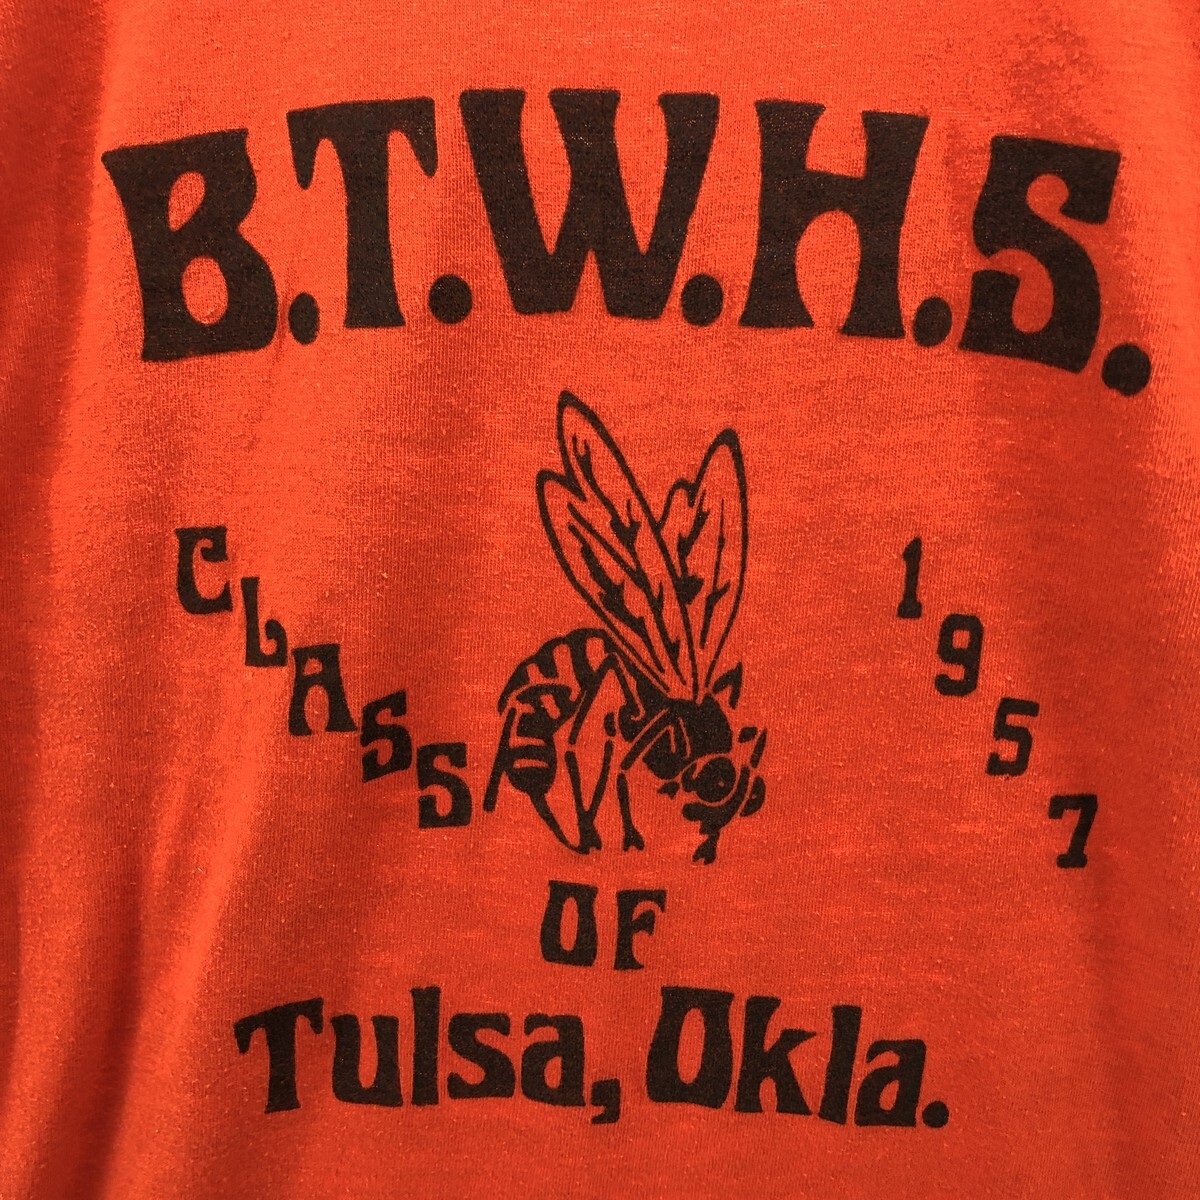 B.T.W.H.S.
CLASS 1957
OF
Tulsa, Okla.